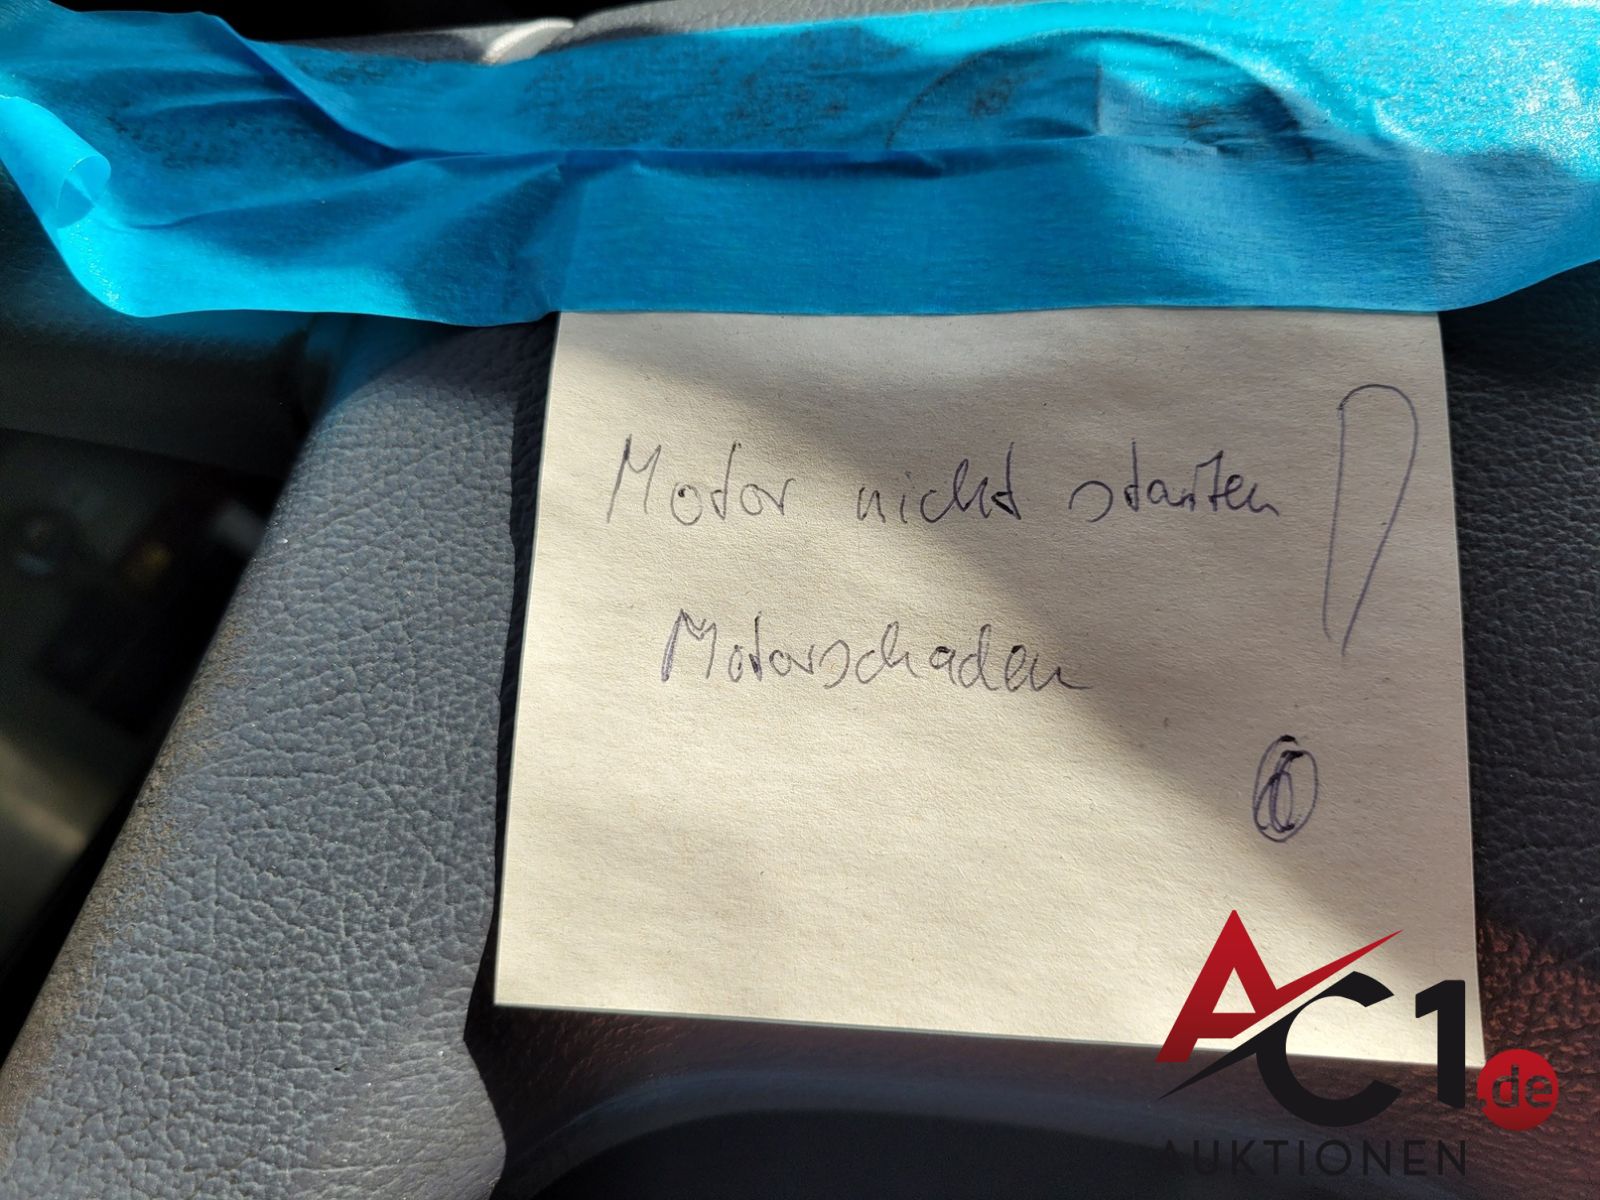 Motor nicht starten !
Motorschaden
AC1.de
AUKTIONEN